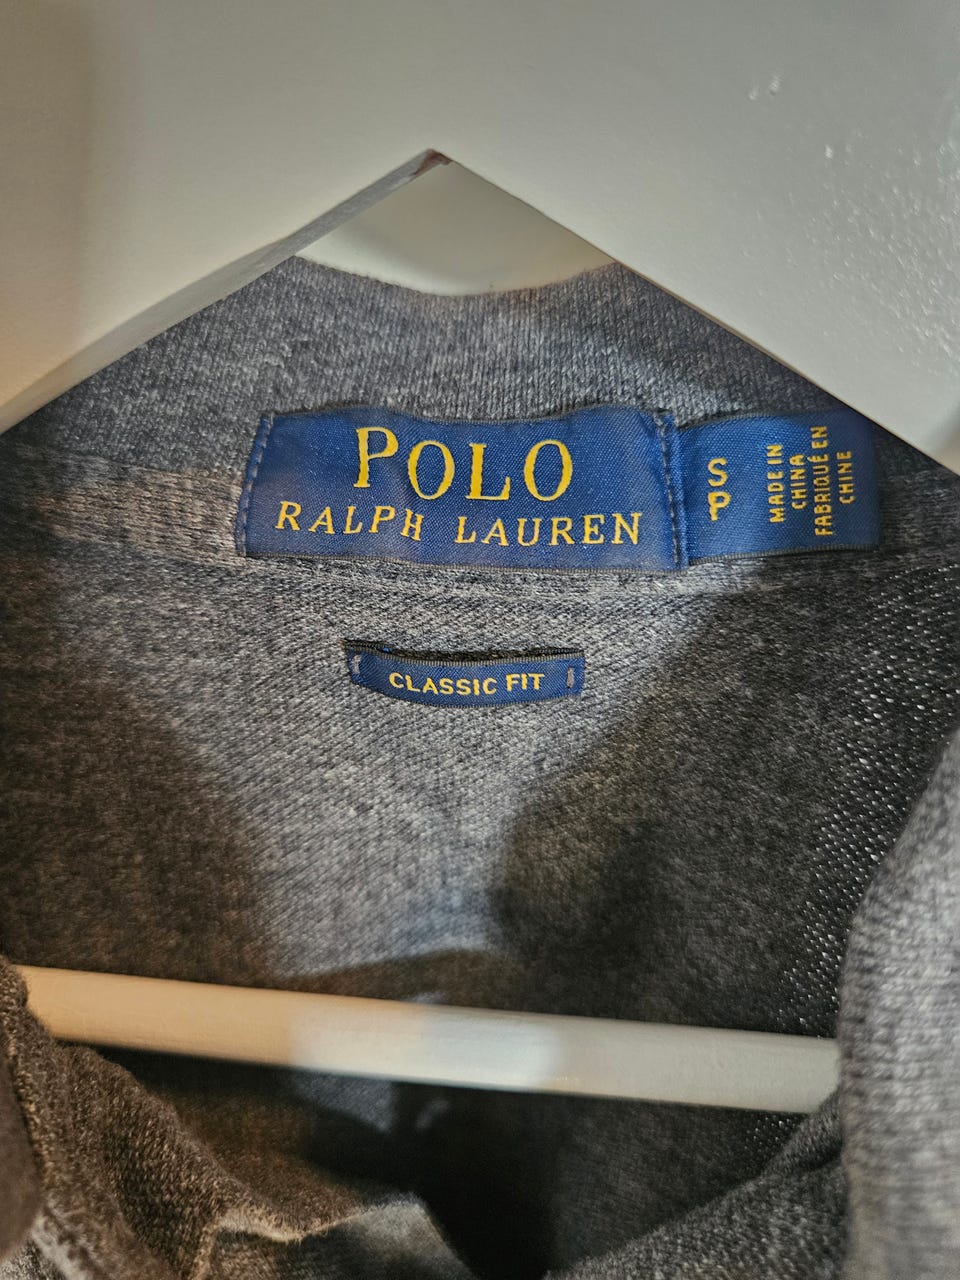 POLO
RALPH LAUREN
S
P
MADE IN
CHINA
FABRIQUÉ EN
CHINE
CLASSIC FIT